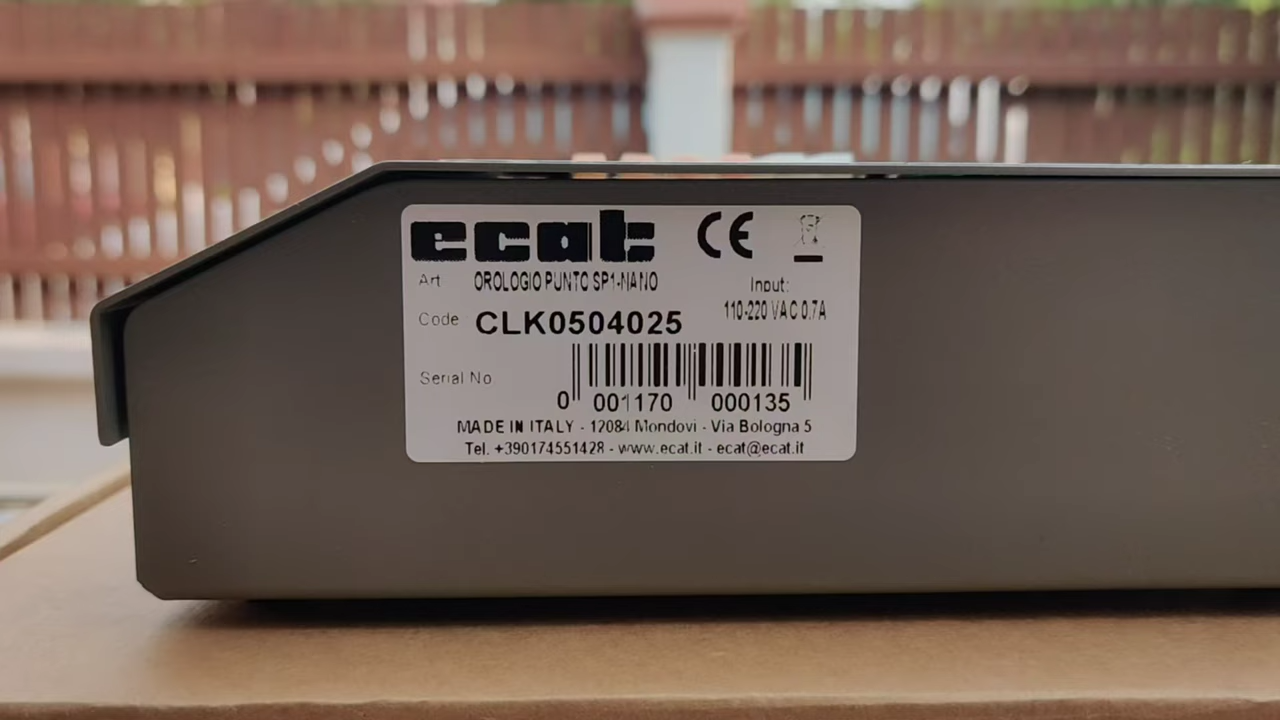 ecat:
CE
Art OROLOGIO PUNTO SP1-NANO
Input:
110-220 VAC 0.7A
Code CLK0504025
Serial No
0 001170 000135
MADE IN ITALY - 12084 Mondovi - Via Bologna 5
Tel. +390174551428 - www.ecat.it - ecat@ecat.it